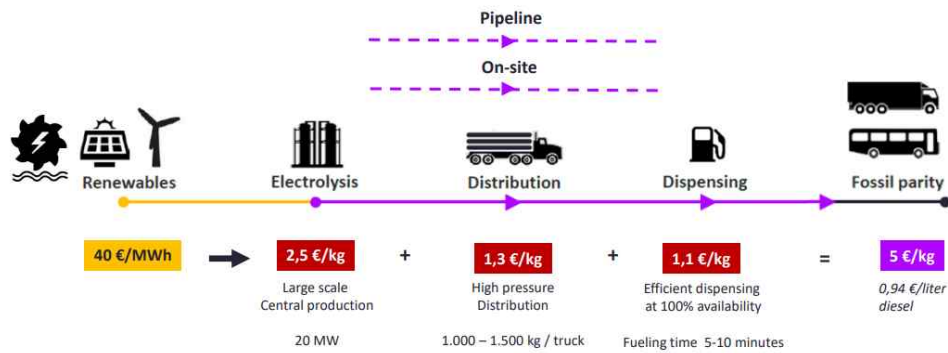 Pipeline
On-site
Renewables Electrolysis Distribution Dispensing Fossil parity
40 €/MWh 2,5 €/kg + 1,3 €/kg + 1,1 €/kg = 5 €/kg
Large scale High pressure Efficient dispensing 0,94 €/liter
Central production Distribution at 100% availability diesel
20 MW 1.000 – 1.500 kg / truck Fueling time 5-10 minutes